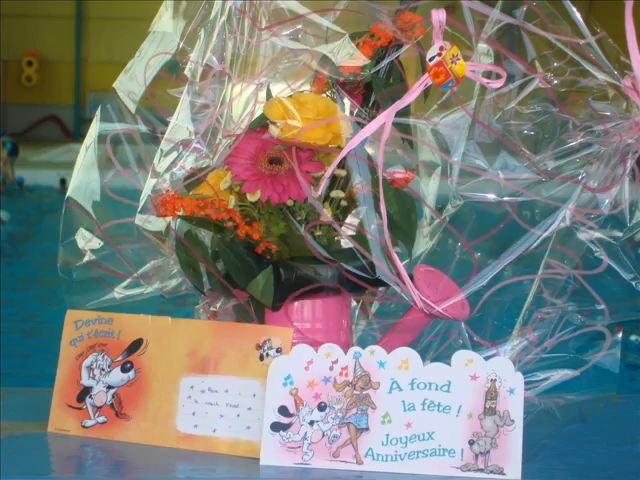 Devine
qui t'écrit !
À fond
la fête !
Joyeux
Anniversaire !